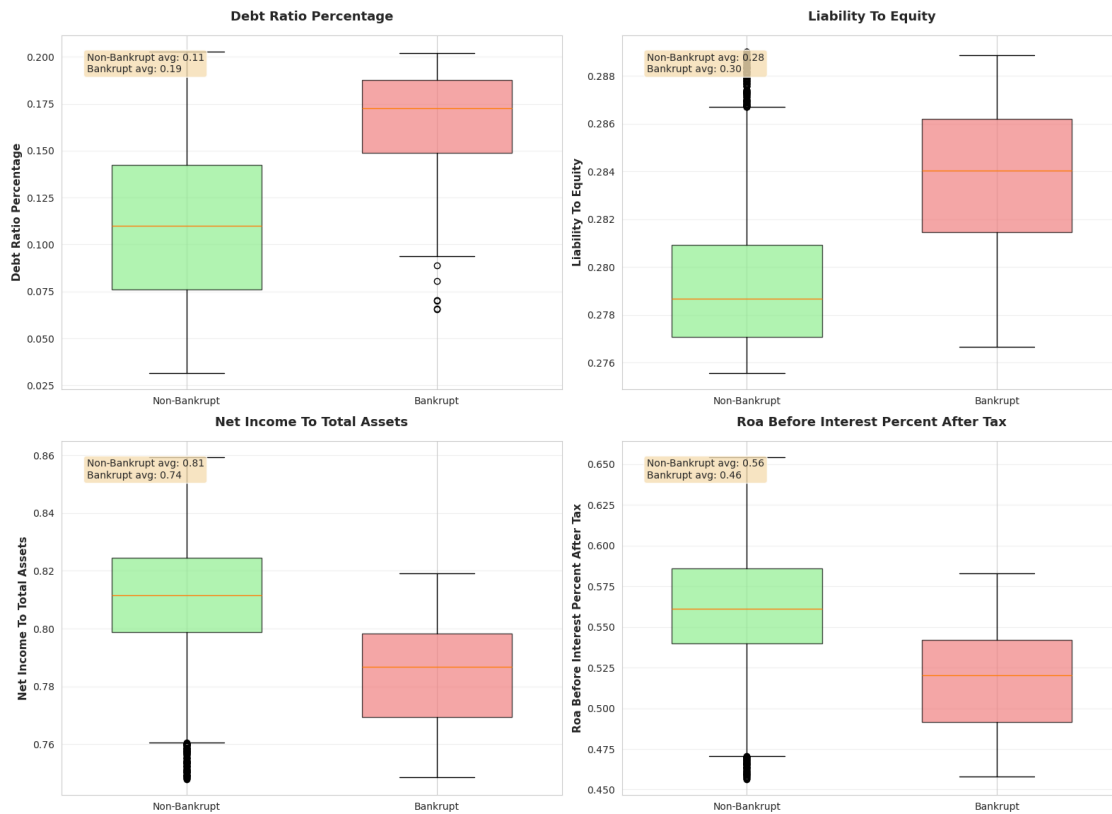 Debt Ratio Percentage
Non-Bankrupt avg: 0.11
Bankrupt avg: 0.19
0.200
0.175
0.150
0.125
0.100
0.075
0.050
0.025
Debt Ratio Percentage
Non-Bankrupt
Bankrupt
Liability To Equity
Non-Bankrupt avg: 0.28
Bankrupt avg: 0.30
0.288
0.286
0.284
0.282
0.280
0.278
0.276
Liability To Equity
Non-Bankrupt
Bankrupt
Net Income To Total Assets
Non-Bankrupt avg: 0.81
Bankrupt avg: 0.74
0.86
0.84
0.82
0.80
0.78
0.76
Net Income To Total Assets
Non-Bankrupt
Bankrupt
Roa Before Interest Percent After Tax
Non-Bankrupt avg: 0.56
Bankrupt avg: 0.46
0.650
0.625
0.600
0.575
0.550
0.525
0.500
0.475
0.450
Roa Before Interest Percent After Tax
Non-Bankrupt
Bankrupt